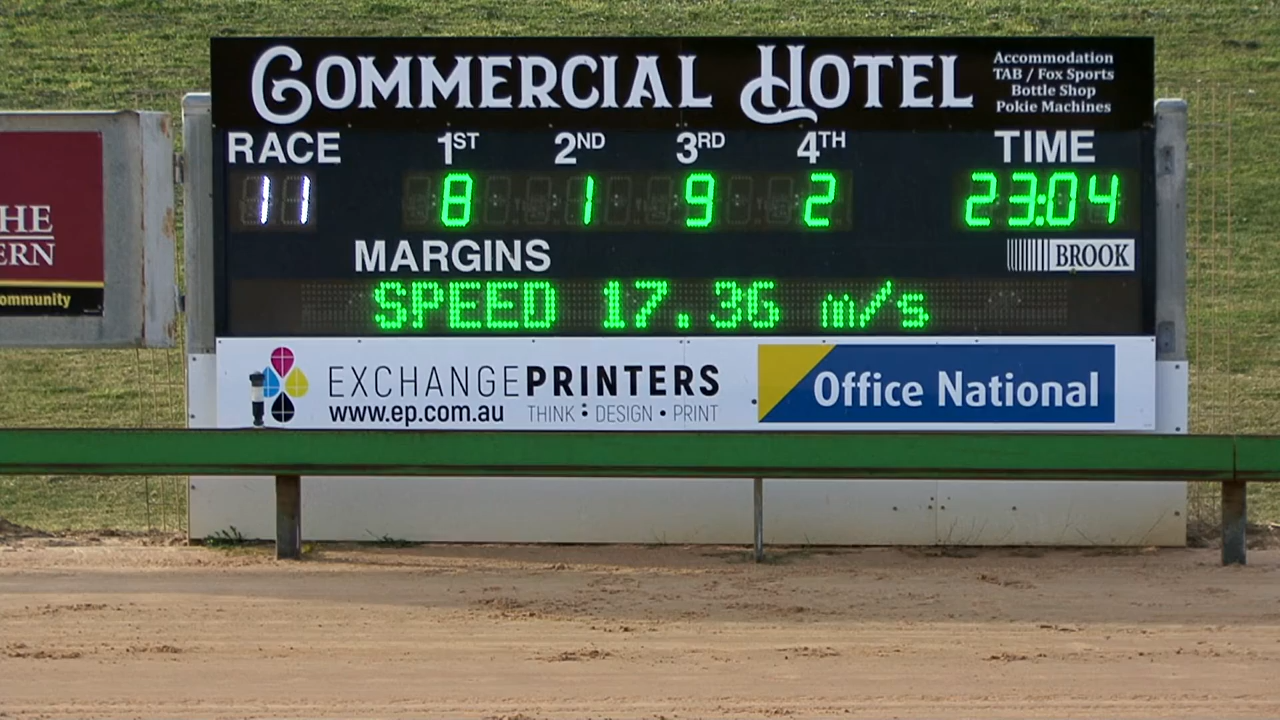 COMMERCIAL HOTEL
Accommodation
TAB / Fox Sports
Bottle Shop
Pokie Machines
RACE 1ST 2ND 3RD 4TH TIME
11 8 1 9 2 23:04
MARGINS
BROOK
SPEED 17.36 m/s
HE
ERN
ommunity
EXCHANGEPRINTERS
www.ep.com.au THINK : DESIGN • PRINT
Office National